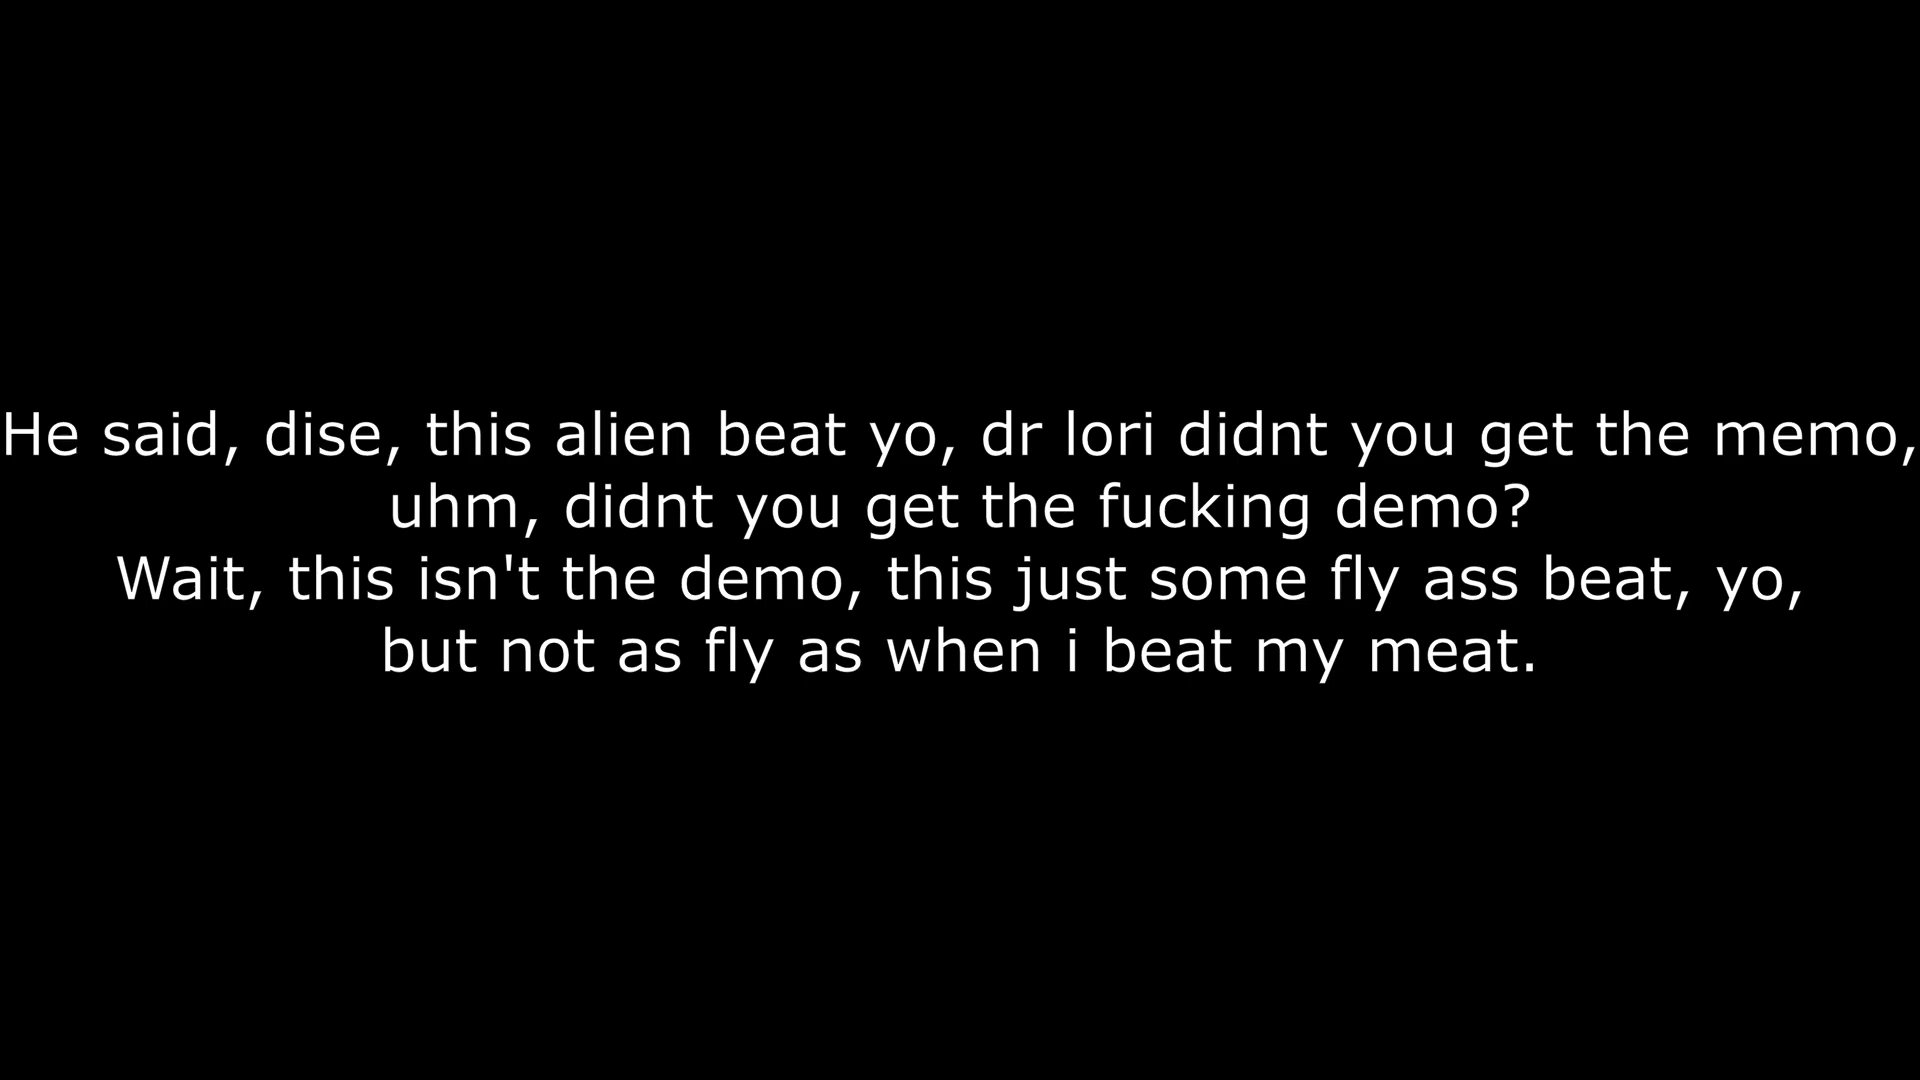 He said, dise, this alien beat yo, dr lori didnt you get the memo,
uhm, didnt you get the fucking demo?
Wait, this isn't the demo, this just some fly ass beat, yo,
but not as fly as when i beat my meat.